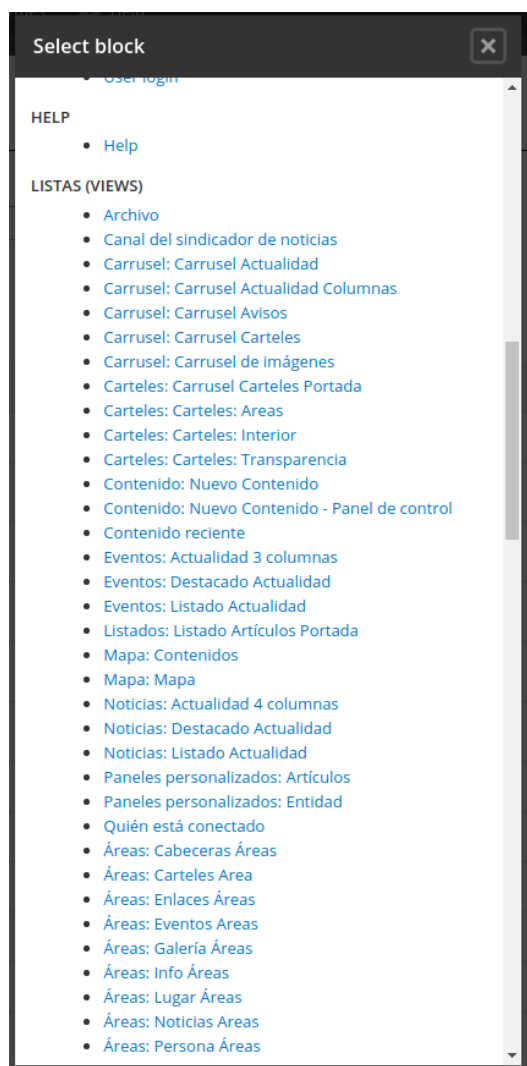 Select block
User login
HELP
Help
LISTAS (VIEWS)
Archivo
Canal del sindicador de noticias
Carrusel: Carrusel Actualidad
Carrusel: Carrusel Actualidad Columnas
Carrusel: Carrusel Avisos
Carrusel: Carrusel Carteles
Carrusel: Carrusel de imágenes
Carteles: Carrusel Carteles Portada
Carteles: Carteles: Areas
Carteles: Carteles: Interior
Carteles: Carteles: Transparencia
Contenido: Nuevo Contenido
Contenido: Nuevo Contenido - Panel de control
Contenido reciente
Eventos: Actualidad 3 columnas
Eventos: Destacado Actualidad
Eventos: Listado Actualidad
Listados: Listado Artículos Portada
Mapa: Contenidos
Mapa: Mapa
Noticias: Actualidad 4 columnas
Noticias: Destacado Actualidad
Noticias: Listado Actualidad
Paneles personalizados: Artículos
Paneles personalizados: Entidad
Quién está conectado
Áreas: Cabeceras Áreas
Áreas: Carteles Area
Áreas: Enlaces Áreas
Áreas: Eventos Areas
Áreas: Galería Áreas
Áreas: Info Áreas
Áreas: Lugar Áreas
Áreas: Noticias Areas
Áreas: Persona Áreas